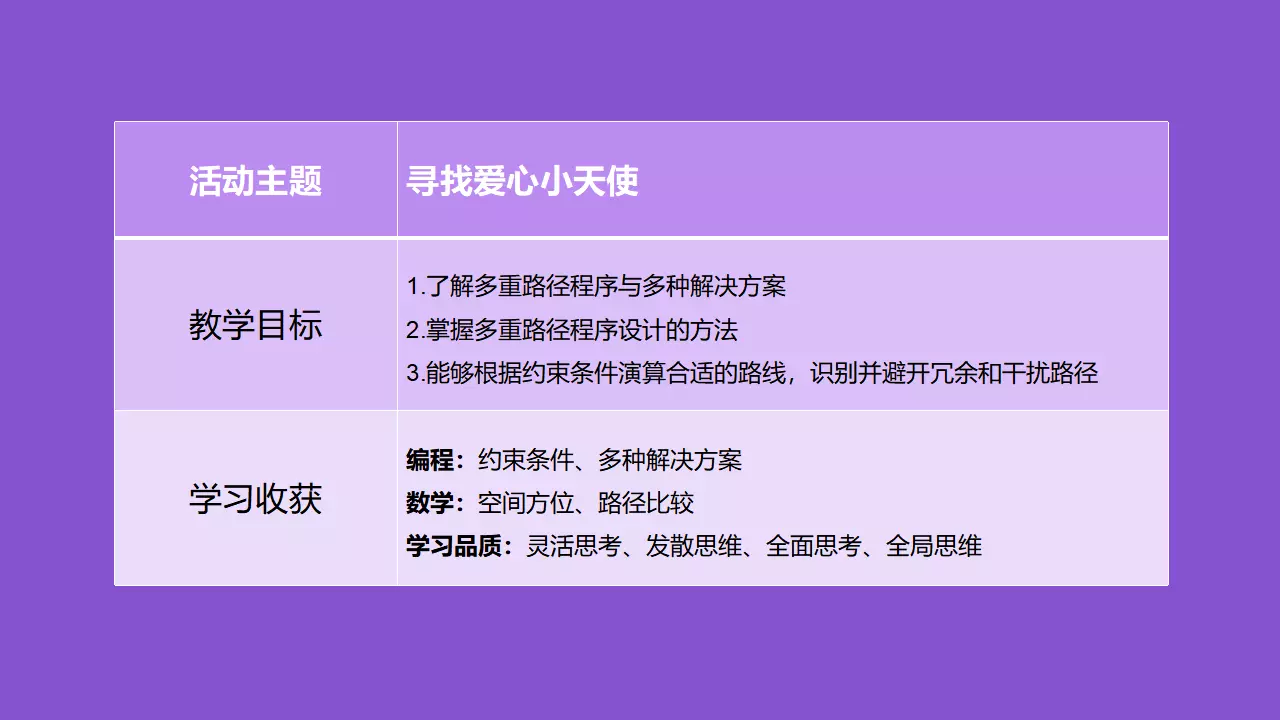 活动主题
寻找爱心小天使
教学目标
1.了解多重路径程序与多种解决方案
2.掌握多重路径程序设计的方法
3.能够根据约束条件演算合适的路线，识别并避开冗余和干扰路径
学习收获
编程：约束条件、多种解决方案
数学：空间方位、路径比较
学习品质：灵活思考、发散思维、全面思考、全局思维